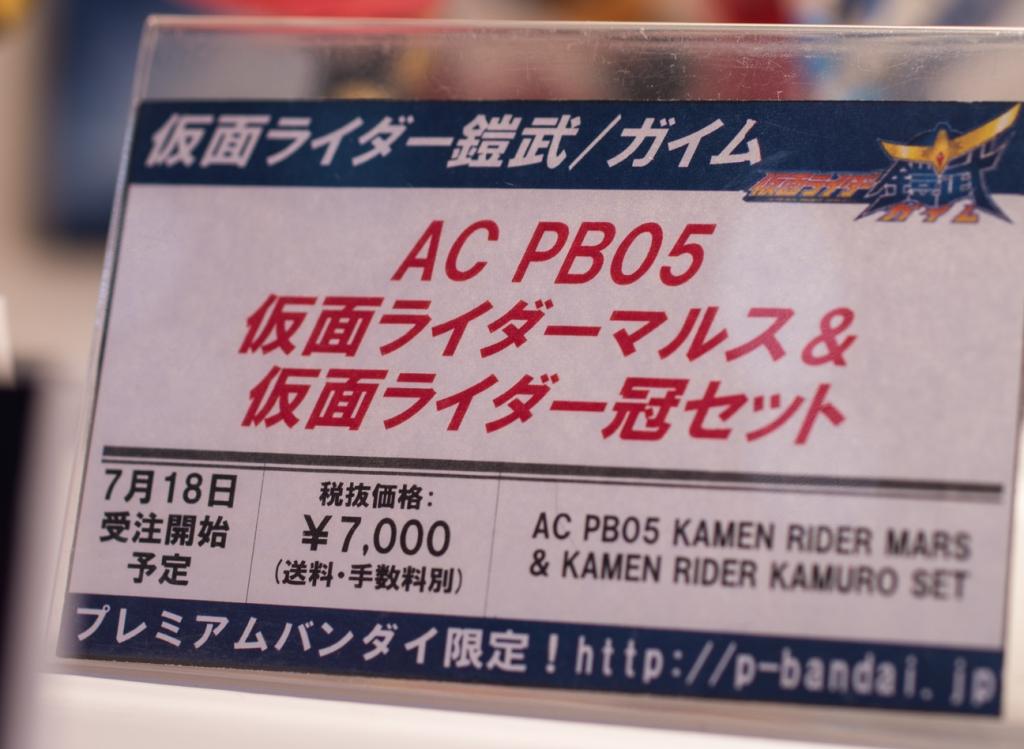 仮面ライダー鎧武/ガイム
仮面ライダー
鎧武
ガイム
AC PB05
仮面ライダーマルス&
仮面ライダー冠セット
7月18日
受注開始
予定
税抜価格:
¥7,000
(送料・手数料別)
AC PB05 KAMEN RIDER MARS
& KAMEN RIDER KAMURO SET
プレミアムバンダイ限定!http://p-bandai.jp